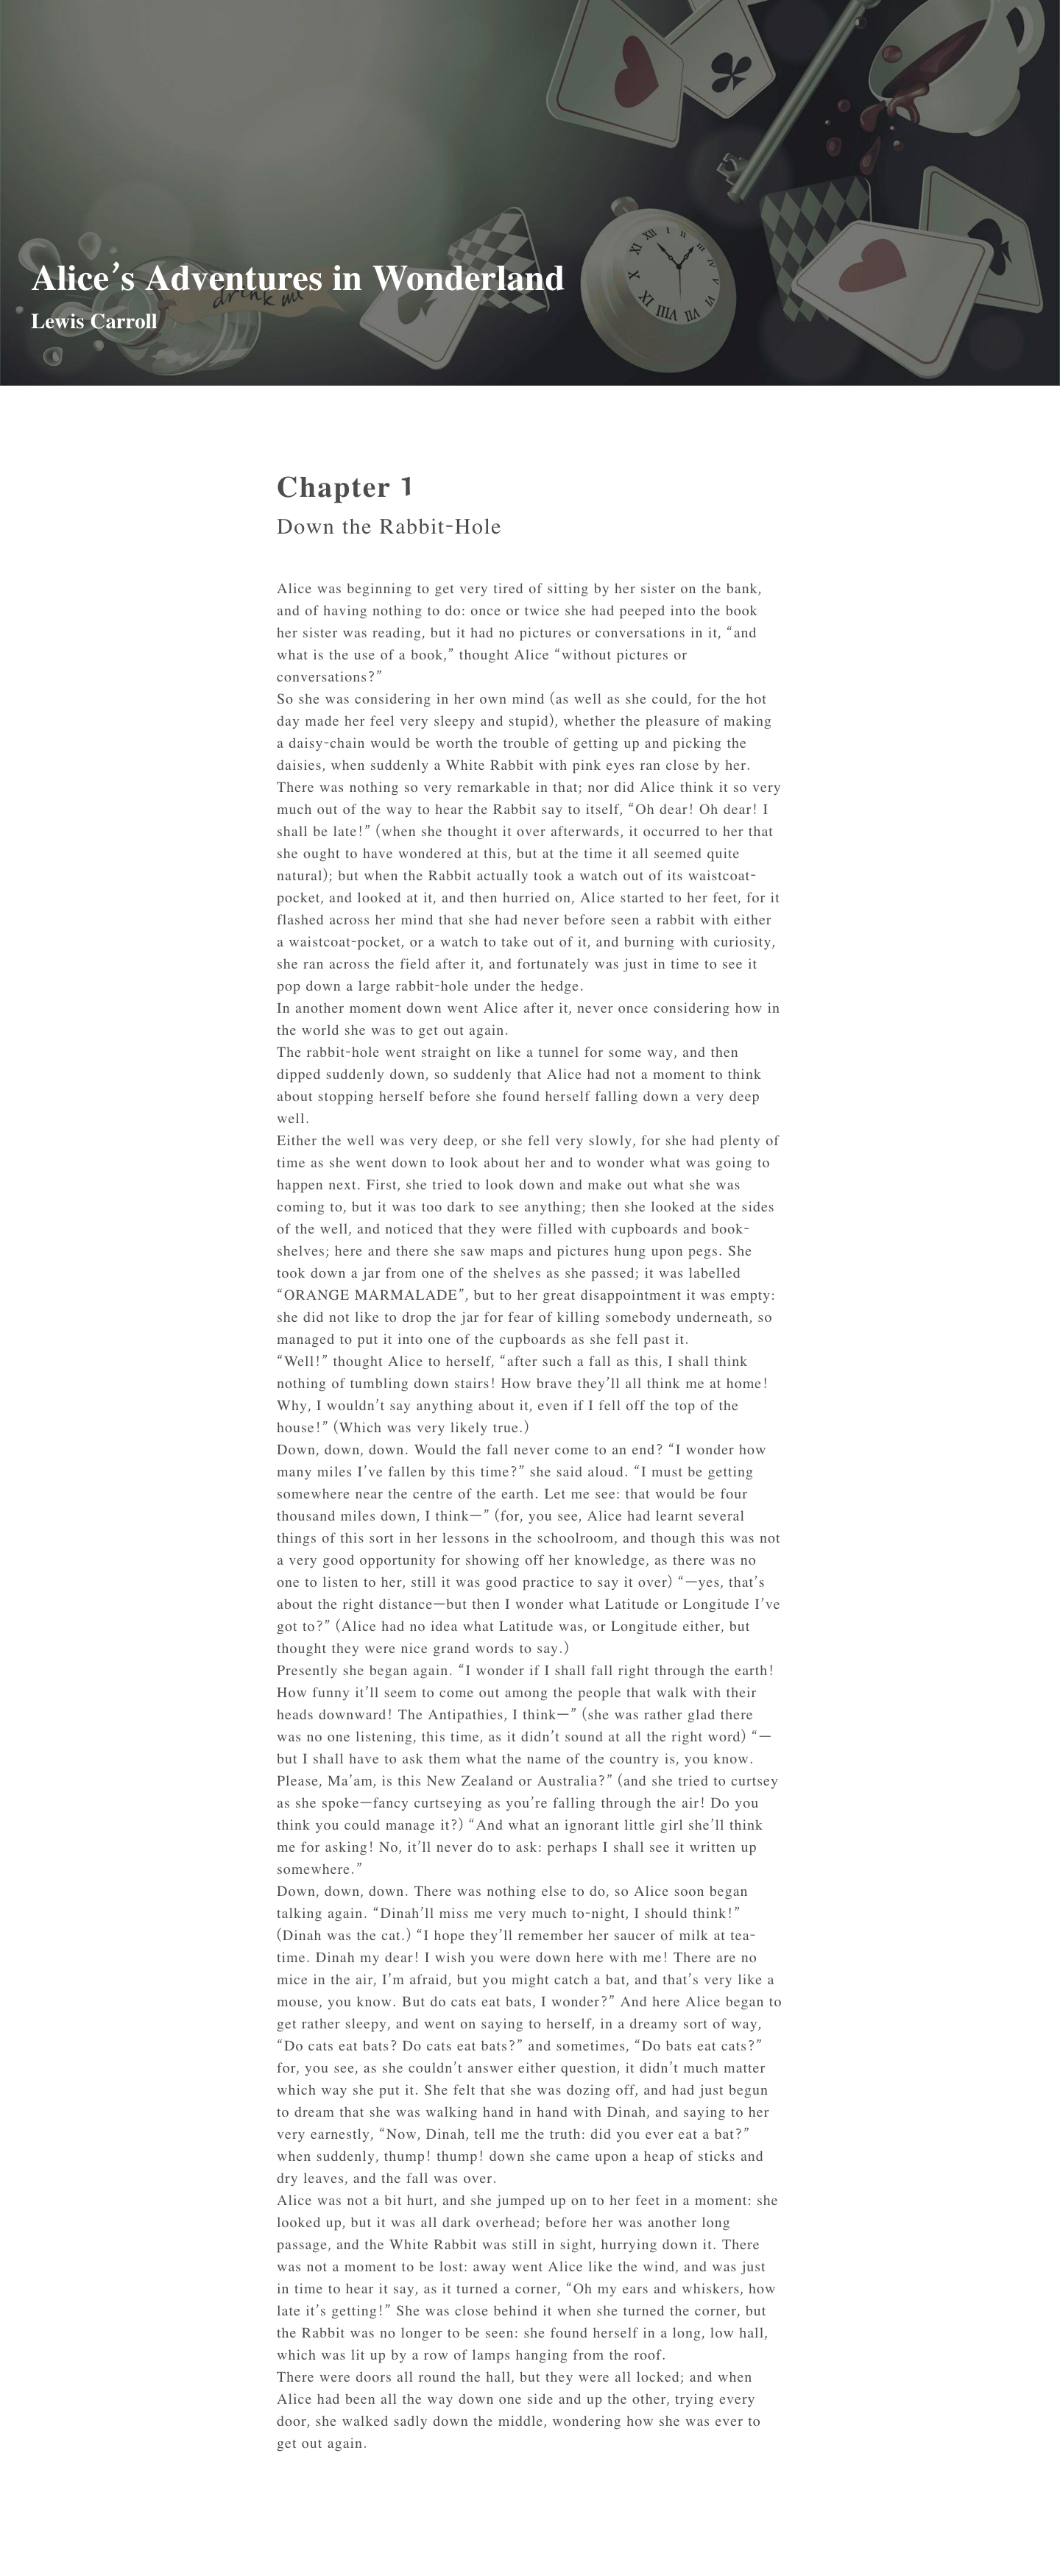 Alice’s Adventures in Wonderland
drink me
Lewis Carroll
XII I II III IV V VI VII VIII IX X XI
Chapter 1
Down the Rabbit-Hole
Alice was beginning to get very tired of sitting by her sister on the bank,
and of having nothing to do: once or twice she had peeped into the book
her sister was reading, but it had no pictures or conversations in it, “and
what is the use of a book,” thought Alice “without pictures or
conversations?”
So she was considering in her own mind (as well as she could, for the hot
day made her feel very sleepy and stupid), whether the pleasure of making
a daisy-chain would be worth the trouble of getting up and picking the
daisies, when suddenly a White Rabbit with pink eyes ran close by her.
There was nothing so very remarkable in that; nor did Alice think it so very
much out of the way to hear the Rabbit say to itself, “Oh dear! Oh dear! I
shall be late!” (when she thought it over afterwards, it occurred to her that
she ought to have wondered at this, but at the time it all seemed quite
natural); but when the Rabbit actually took a watch out of its waistcoat-
pocket, and looked at it, and then hurried on, Alice started to her feet, for it
flashed across her mind that she had never before seen a rabbit with either
a waistcoat-pocket, or a watch to take out of it, and burning with curiosity,
she ran across the field after it, and fortunately was just in time to see it
pop down a large rabbit-hole under the hedge.
In another moment down went Alice after it, never once considering how in
the world she was to get out again.
The rabbit-hole went straight on like a tunnel for some way, and then
dipped suddenly down, so suddenly that Alice had not a moment to think
about stopping herself before she found herself falling down a very deep
well.
Either the well was very deep, or she fell very slowly, for she had plenty of
time as she went down to look about her and to wonder what was going to
happen next. First, she tried to look down and make out what she was
coming to, but it was too dark to see anything; then she looked at the sides
of the well, and noticed that they were filled with cupboards and book-
shelves; here and there she saw maps and pictures hung upon pegs. She
took down a jar from one of the shelves as she passed; it was labelled
“ORANGE MARMALADE”, but to her great disappointment it was empty:
she did not like to drop the jar for fear of killing somebody underneath, so
managed to put it into one of the cupboards as she fell past it.
“Well!” thought Alice to herself, “after such a fall as this, I shall think
nothing of tumbling down stairs! How brave they’ll all think me at home!
Why, I wouldn’t say anything about it, even if I fell off the top of the
house!” (Which was very likely true.)
Down, down, down. Would the fall never come to an end? “I wonder how
many miles I’ve fallen by this time?” she said aloud. “I must be getting
somewhere near the centre of the earth. Let me see: that would be four
thousand miles down, I think—” (for, you see, Alice had learnt several
things of this sort in her lessons in the schoolroom, and though this was not
a very good opportunity for showing off her knowledge, as there was no
one to listen to her, still it was good practice to say it over) “—yes, that’s
about the right distance—but then I wonder what Latitude or Longitude I’ve
got to?” (Alice had no idea what Latitude was, or Longitude either, but
thought they were nice grand words to say.)
Presently she began again. “I wonder if I shall fall right through the earth!
How funny it’ll seem to come out among the people that walk with their
heads downward! The Antipathies, I think—” (she was rather glad there
was no one listening, this time, as it didn’t sound at all the right word) “—
but I shall have to ask them what the name of the country is, you know.
Please, Ma’am, is this New Zealand or Australia?” (and she tried to curtsey
as she spoke—fancy curtseying as you’re falling through the air! Do you
think you could manage it?) “And what an ignorant little girl she’ll think
me for asking! No, it’ll never do to ask: perhaps I shall see it written up
somewhere.”
Down, down, down. There was nothing else to do, so Alice soon began
talking again. “Dinah’ll miss me very much to-night, I should think!”
(Dinah was the cat.) “I hope they’ll remember her saucer of milk at tea-
time. Dinah my dear! I wish you were down here with me! There are no
mice in the air, I’m afraid, but you might catch a bat, and that’s very like a
mouse, you know. But do cats eat bats, I wonder?” And here Alice began to
get rather sleepy, and went on saying to herself, in a dreamy sort of way,
“Do cats eat bats? Do cats eat bats?” and sometimes, “Do bats eat cats?”
for, you see, as she couldn’t answer either question, it didn’t much matter
which way she put it. She felt that she was dozing off, and had just begun
to dream that she was walking hand in hand with Dinah, and saying to her
very earnestly, “Now, Dinah, tell me the truth: did you ever eat a bat?”
when suddenly, thump! thump! down she came upon a heap of sticks and
dry leaves, and the fall was over.
Alice was not a bit hurt, and she jumped up on to her feet in a moment: she
looked up, but it was all dark overhead; before her was another long
passage, and the White Rabbit was still in sight, hurrying down it. There
was not a moment to be lost: away went Alice like the wind, and was just
in time to hear it say, as it turned a corner, “Oh my ears and whiskers, how
late it’s getting!” She was close behind it when she turned the corner, but
the Rabbit was no longer to be seen: she found herself in a long, low hall,
which was lit up by a row of lamps hanging from the roof.
There were doors all round the hall, but they were all locked; and when
Alice had been all the way down one side and up the other, trying every
door, she walked sadly down the middle, wondering how she was ever to
get out again.